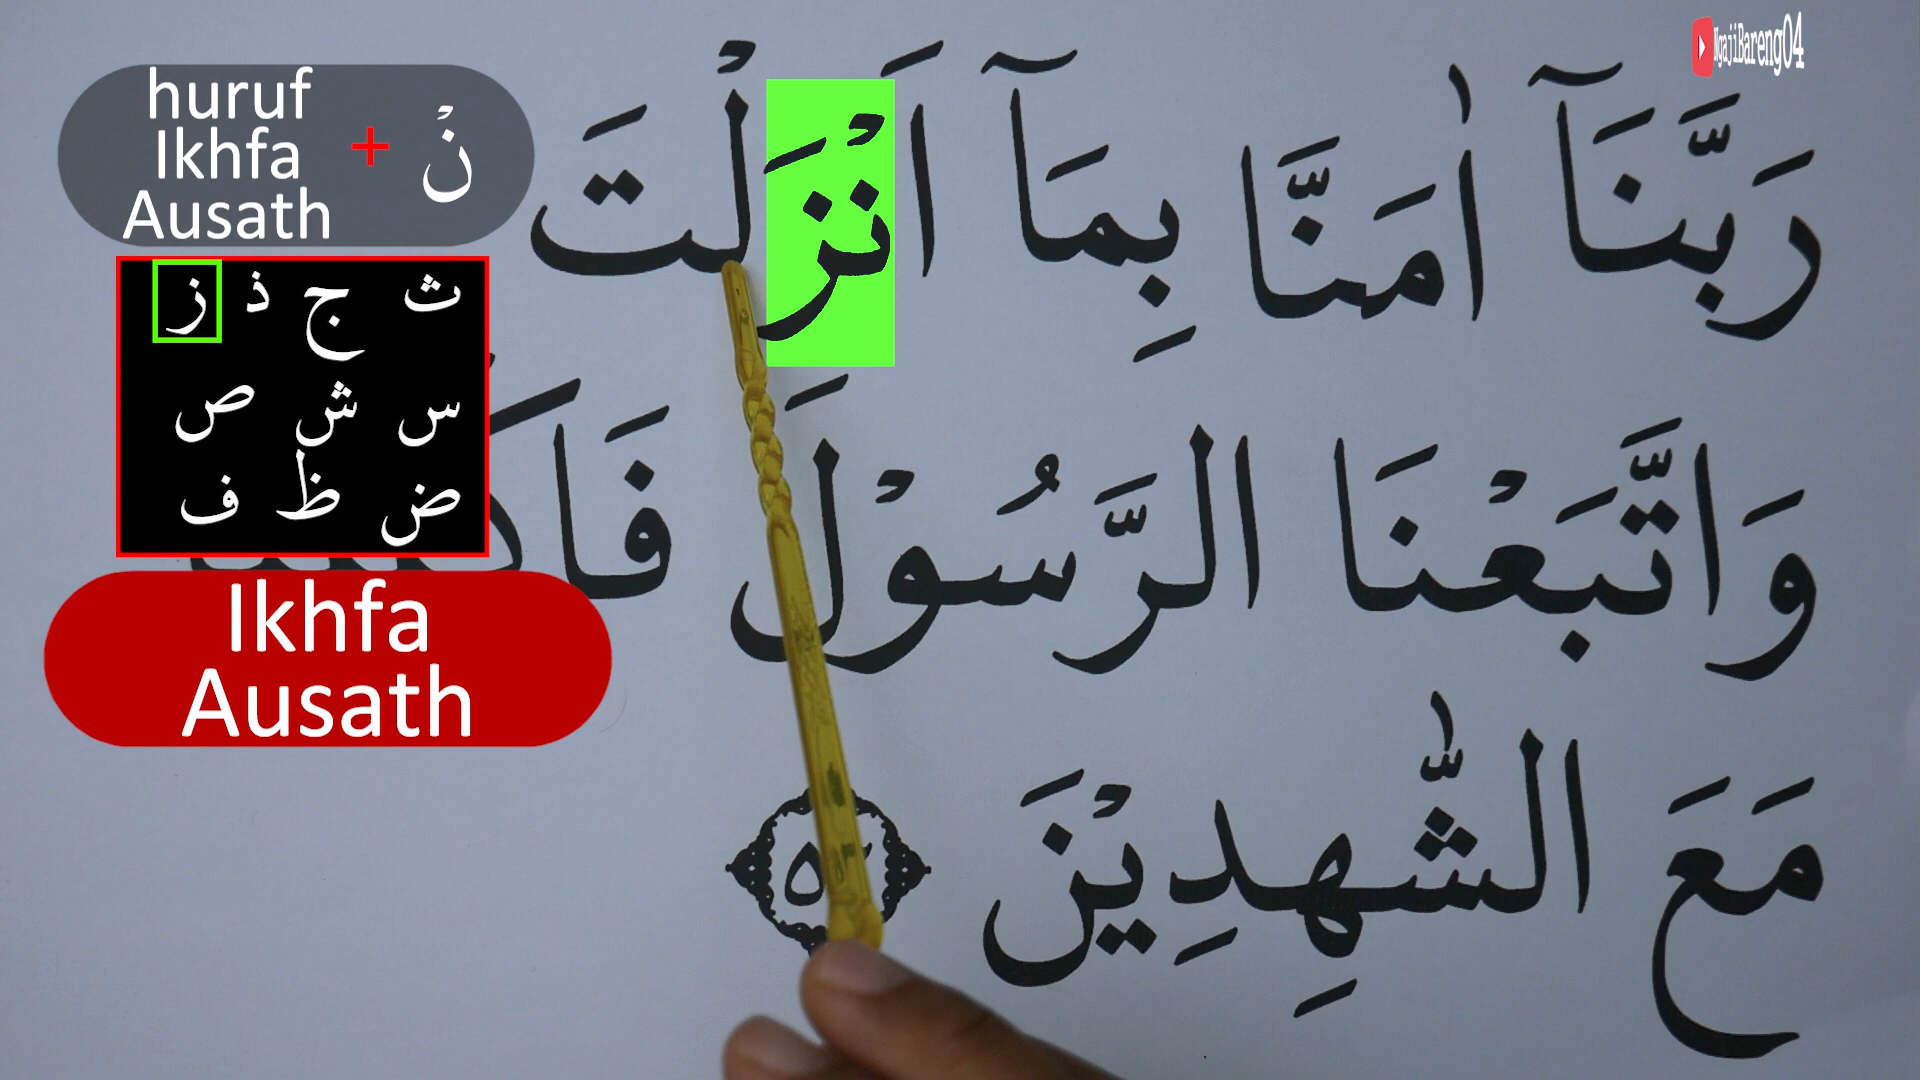 NgajiBareng04
huruf
Ikhfa
Ausath
+ نْ
ث ج ذ ز
س ش ص
ض ظ ف
Ikhfa
Ausath
رَبَّنَآ اٰمَنَّا بِمَآ اَنْزَلْتَ
وَاتَّبَعْنَا الرَّسُوْلَ
مَعَ الشّٰهِدِيْنَ